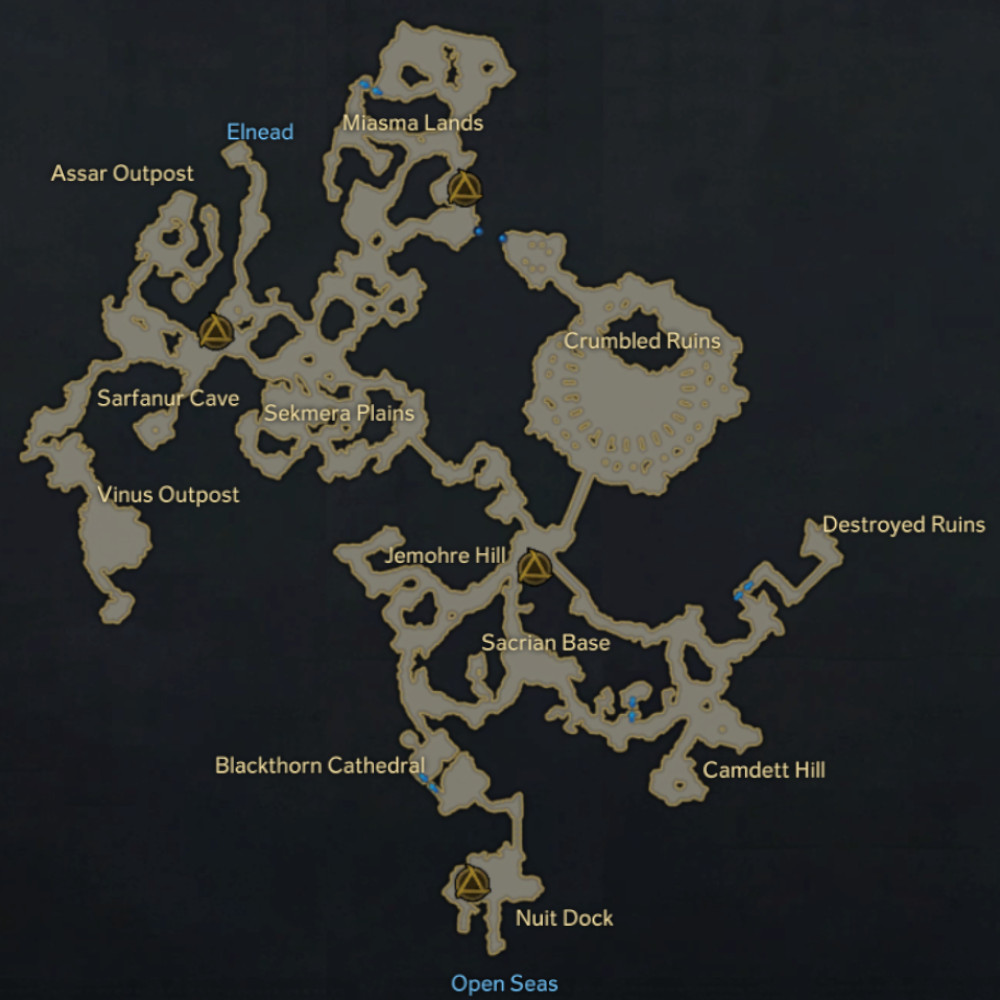 Miasma Lands
Elnead
Assar Outpost
Crumbled Ruins
Sarfanur Cave
Sekmera Plains
Vinus Outpost
Destroyed Ruins
Jemohre Hill
Sacrian Base
Blackthorn Cathedral
Camdett Hill
Nuit Dock
Open Seas